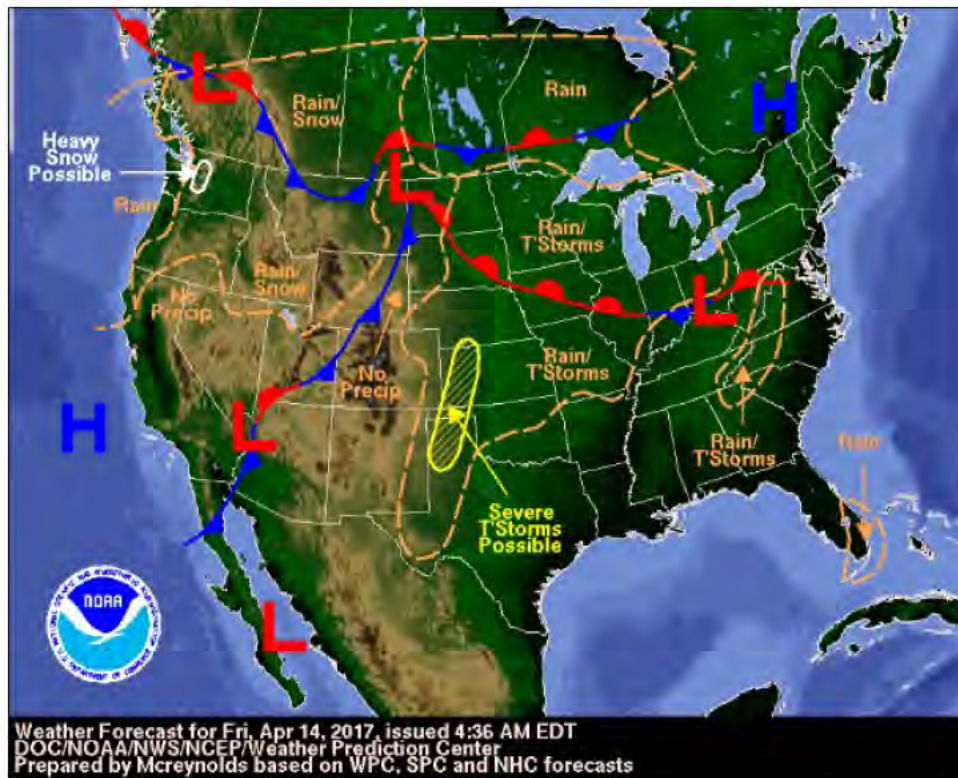 L
Rain/
Snow
Rain
H
Heavy
Snow
Possible
L
Rain
Rain/
T'Storms
Rain/
Snow
No
Precip
L
No
Precip
Rain/
T'Storms
H
L
Rain/
T'Storms
Rain
Severe
T'Storms
Possible
NOAA
L
Weather Forecast for Fri, Apr 14, 2017, issued 4:36 AM EDT
DOC/NOAA/NWS/NCEP/Weather Prediction Center
Prepared by Mcreynolds based on WPC, SPC and NHC forecasts